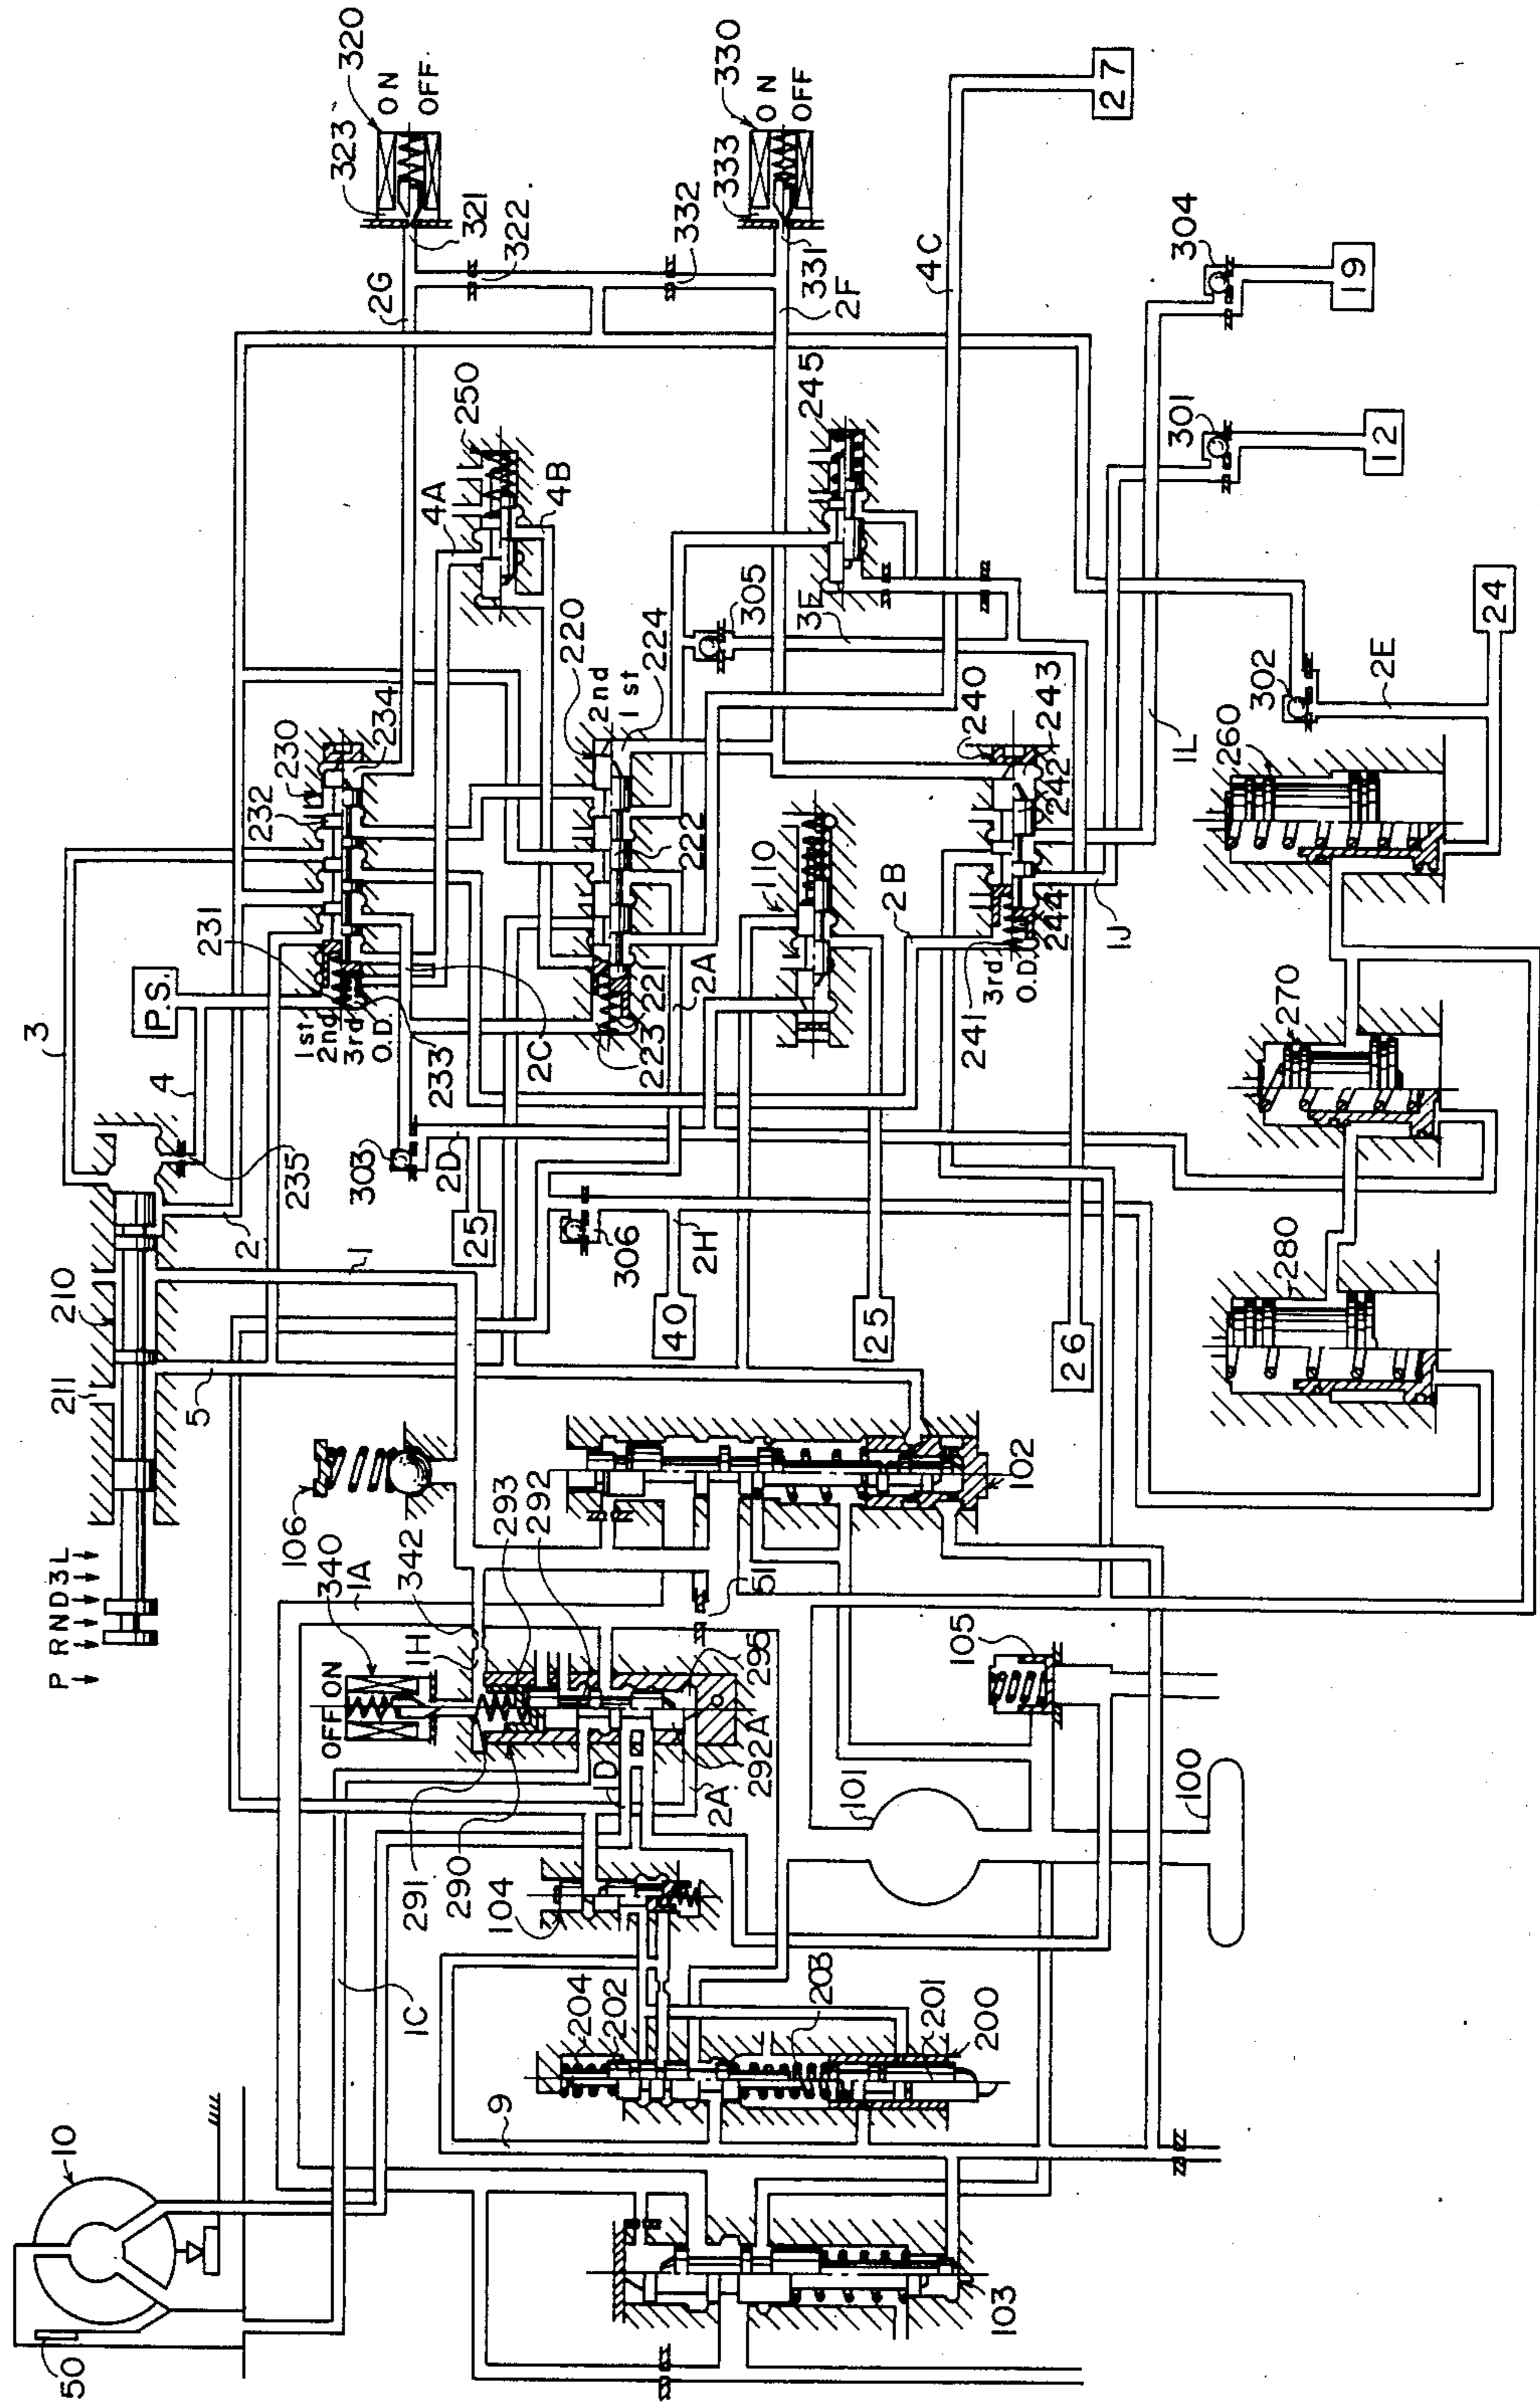 320
323
ON
OFF
321
322
2G
330
333
ON
OFF
332
331
2F
4C
27
304
19
250
4A
4B
245
301
12
3
P.S.
4
231
232
230
234
1st
2nd
3rd
O.D.
233
2C
220
2nd
1st
224
305
3E
222
221
223
2A
110
2B
240
243
242
244
241
3rd
O.D.
1J
1L
302
2E
24
260
270
280
235
303
2D
25
306
2H
40
25
26
2
1
210
211
5
P R N D 3 L
106
340
342
1A
1H
OFF ON
293
292
102
51
295
291
290
1D
292A
2A
104
105
101
100
1C
204
202
203
201
200
9
10
50
103